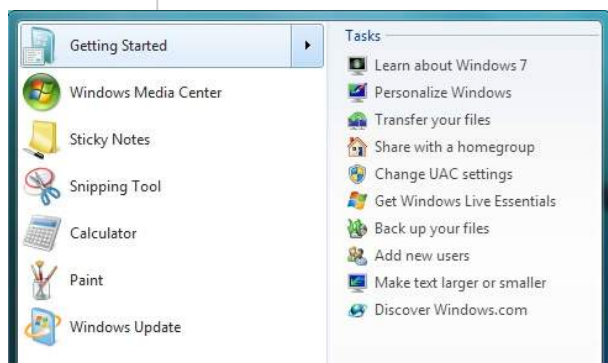 Getting Started
Windows Media Center
Sticky Notes
Snipping Tool
Calculator
Paint
Windows Update
Tasks
Learn about Windows 7
Personalize Windows
Transfer your files
Share with a homegroup
Change UAC settings
Get Windows Live Essentials
Back up your files
Add new users
Make text larger or smaller
Discover Windows.com